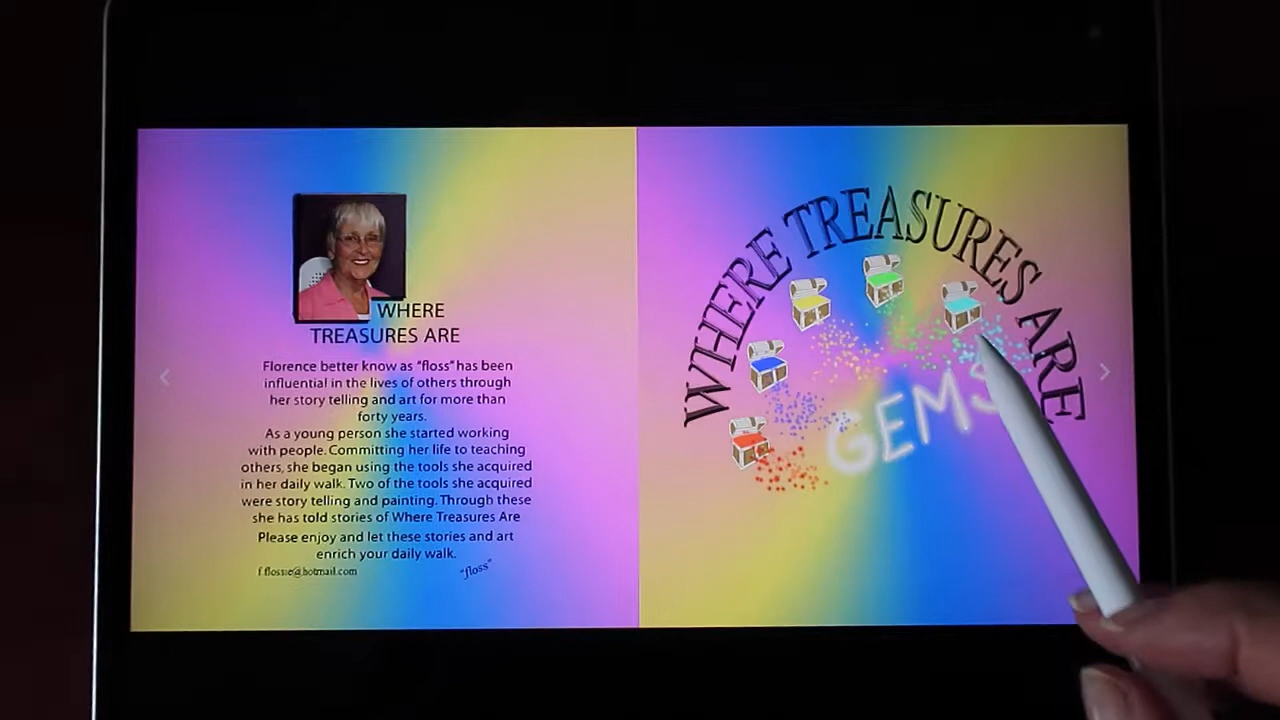 WHERE
TREASURES ARE
Florence better know as "floss" has been
influential in the lives of others through
her story telling and art for more than
forty years.
As a young person she started working
with people. Committing her life to teaching
others, she began using the tools she acquired
in her daily walk. Two of the tools she acquired
were story telling and painting. Through these
she has told stories of Where Treasures Are
Please enjoy and let these stories and art
enrich your daily walk.
f.flossie@hotmail.com
"floss"
WHERE TREASURES ARE
GEMS